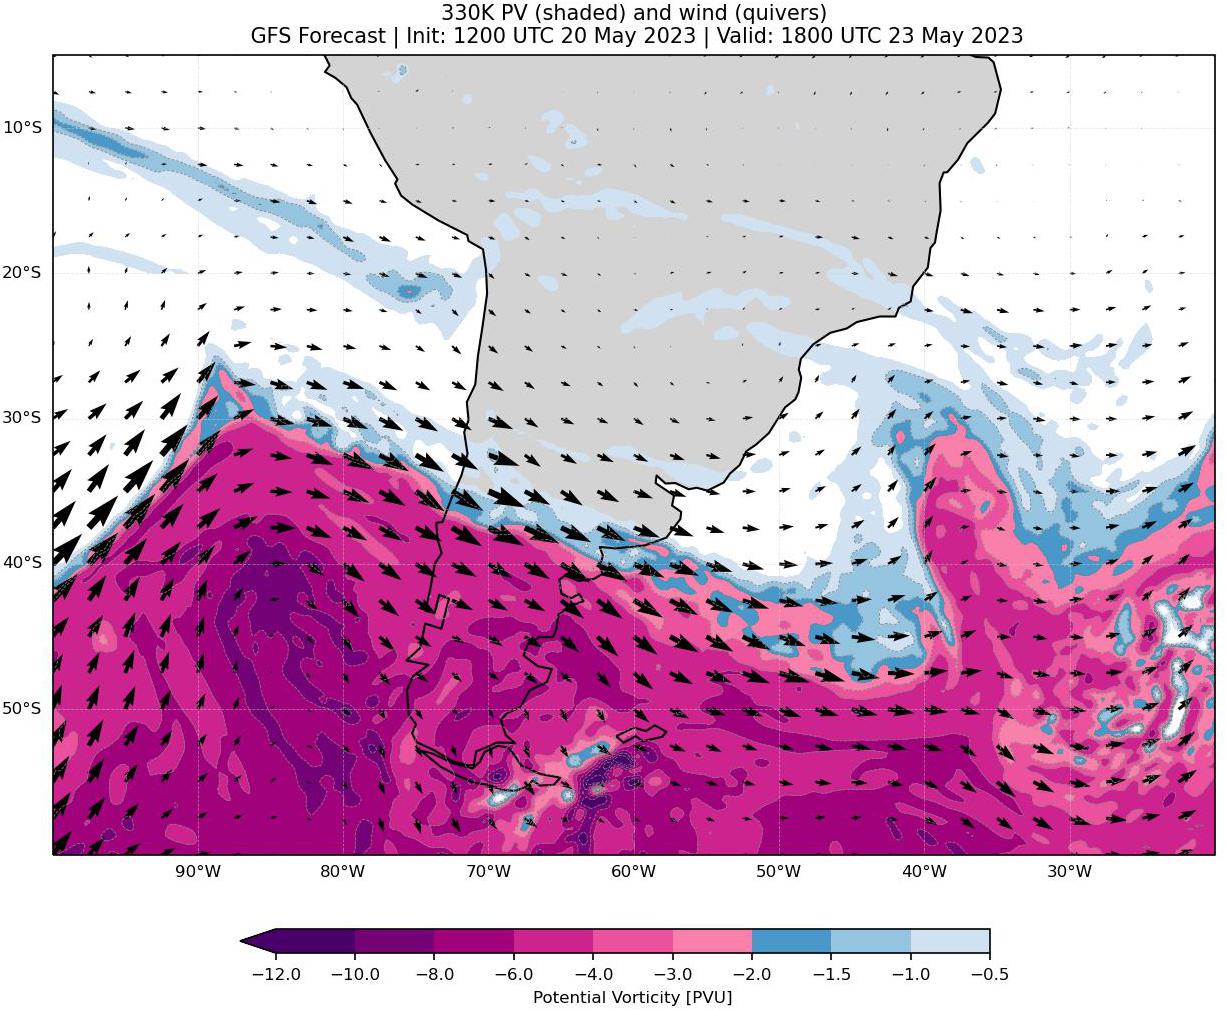 330K PV (shaded) and wind (quivers)
GFS Forecast | Init: 1200 UTC 20 May 2023 | Valid: 1800 UTC 23 May 2023
10°S
20°S
30°S
40°S
50°S
90°W 80°W 70°W 60°W 50°W 40°W 30°W
−12.0 −10.0 −8.0 −6.0 −4.0 −3.0 −2.0 −1.5 −1.0 −0.5
Potential Vorticity [PVU]